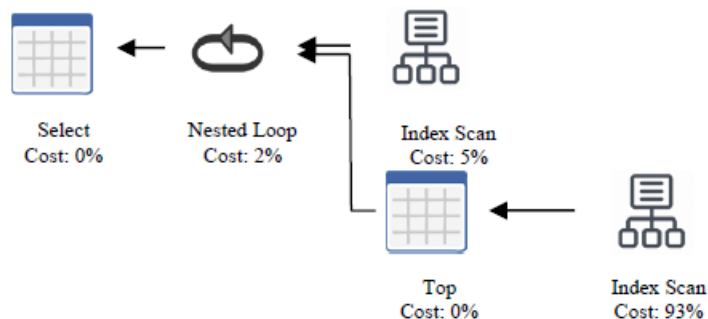 Select
Cost: 0%
Nested Loop
Cost: 2%
Index Scan
Cost: 5%
Top
Cost: 0%
Index Scan
Cost: 93%